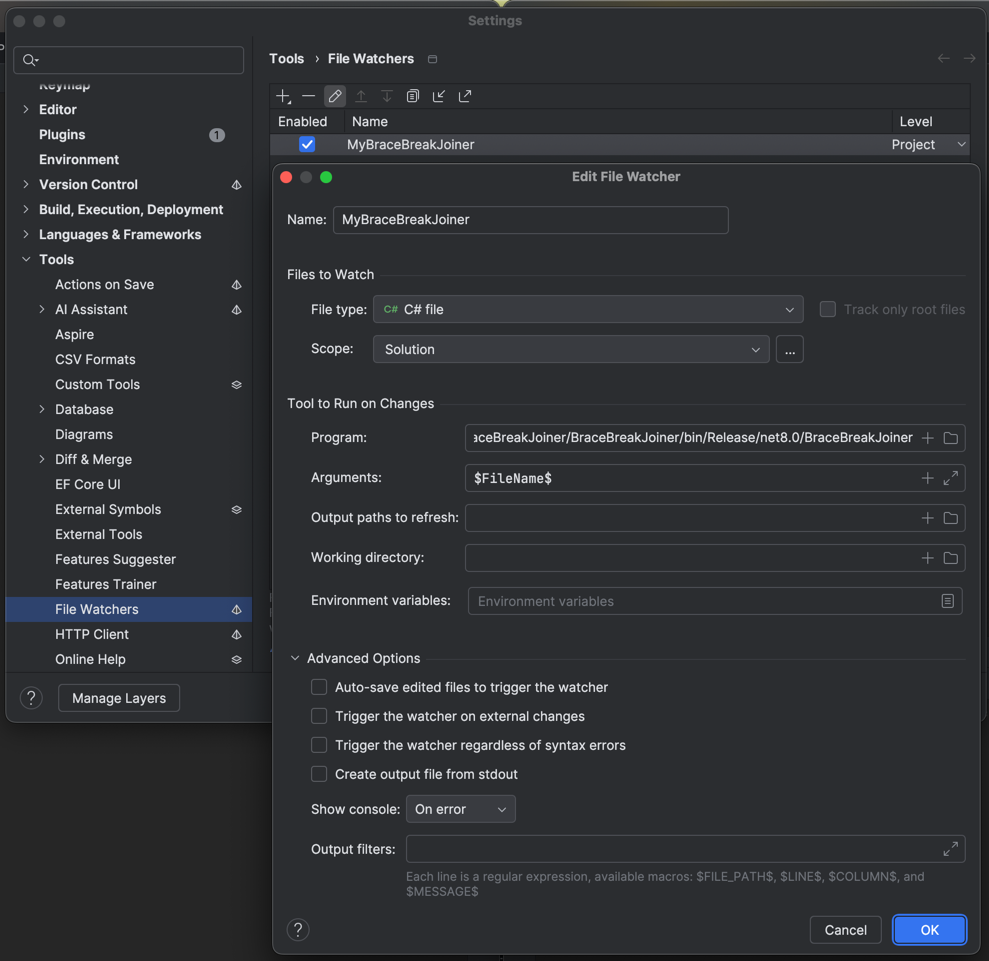 Settings
Keymap
Editor
Plugins 1
Environment
Version Control
Build, Execution, Deployment
Languages & Frameworks
Tools
Actions on Save
AI Assistant
Aspire
CSV Formats
Custom Tools
Database
Diagrams
Diff & Merge
EF Core UI
External Symbols
External Tools
Features Suggester
Features Trainer
File Watchers
HTTP Client
Online Help
? Manage Layers
Tools › File Watchers
Enabled Name Level
MyBraceBreakJoiner Project
Edit File Watcher
Name: MyBraceBreakJoiner
Files to Watch
File type: C# C# file Track only root files
Scope: Solution ...
Tool to Run on Changes
Program: aceBreakJoiner/BraceBreakJoiner/bin/Release/net8.0/BraceBreakJoiner
Arguments: $FileName$
Output paths to refresh:
Working directory:
Environment variables: Environment variables
Advanced Options
Auto-save edited files to trigger the watcher
Trigger the watcher on external changes
Trigger the watcher regardless of syntax errors
Create output file from stdout
Show console: On error
Output filters:
Each line is a regular expression, available macros: $FILE_PATH$, $LINE$, $COLUMN$, and
$MESSAGE$
? Cancel OK